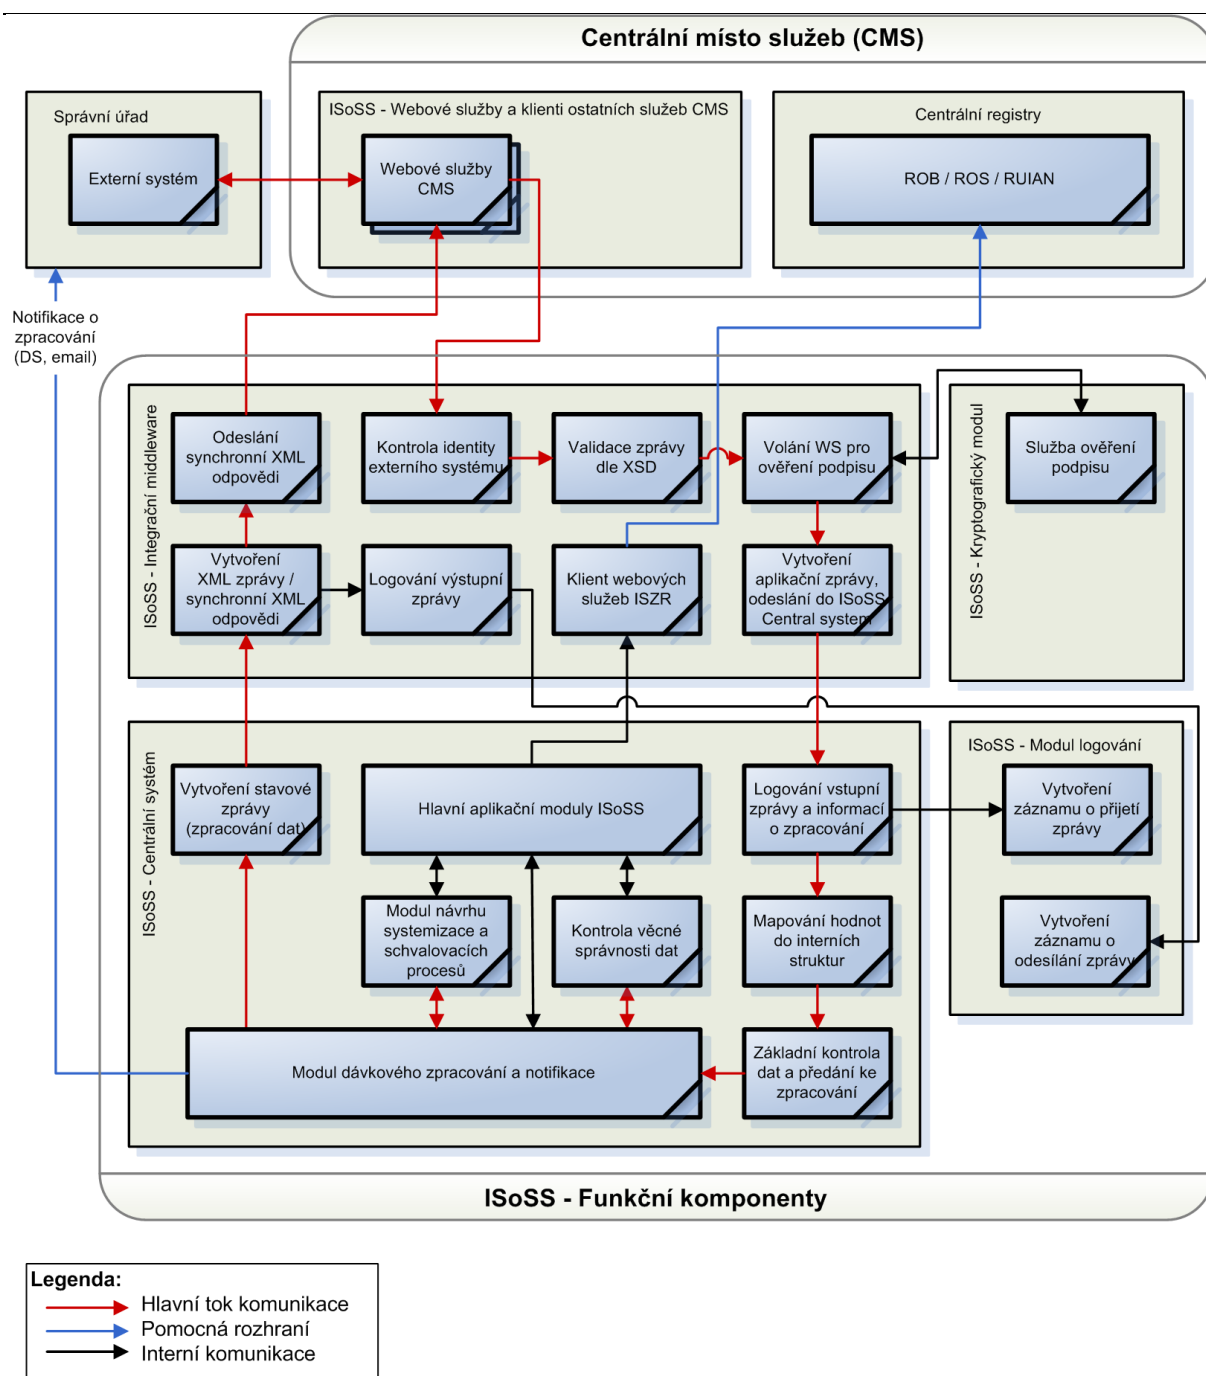 Centrální místo služeb (CMS)
Správní úřad
Externí systém
ISoSS - Webové služby a klienti ostatních služeb CMS
Webové služby
CMS
Centrální registry
ROB / ROS / RUIAN
Notifikace o
zpracování
(DS, email)
ISoSS - Integrační middleware
Odeslání
synchronní XML
odpovědi
Kontrola identity
externího systému
Validace zprávy
dle XSD
Volání WS pro
ověření podpisu
Vytvoření
XML zprávy /
synchronní XML
odpovědi
Logování výstupní
zprávy
Klient webových
služeb ISZR
Vytvoření
aplikační zprávy,
odeslání do ISoSS
Central system
ISoSS - Kryptografický modul
Služba ověření
podpisu
ISoSS - Centrální systém
Vytvoření stavové
zprávy
(zpracování dat)
Hlavní aplikační moduly ISoSS
Logování vstupní
zprávy a informací
o zpracování
Modul návrhu
systemizace a
schvalovacích
procesů
Kontrola věcné
správnosti dat
Mapování hodnot
do interních
struktur
Modul dávkového zpracování a notifikace
Základní kontrola
dat a předání ke
zpracování
ISoSS - Modul logování
Vytvoření
záznamu o přijetí
zprávy
Vytvoření
záznamu o
odesílání zprávy
ISoSS - Funkční komponenty
Legenda:
Hlavní tok komunikace
Pomocná rozhraní
Interní komunikace